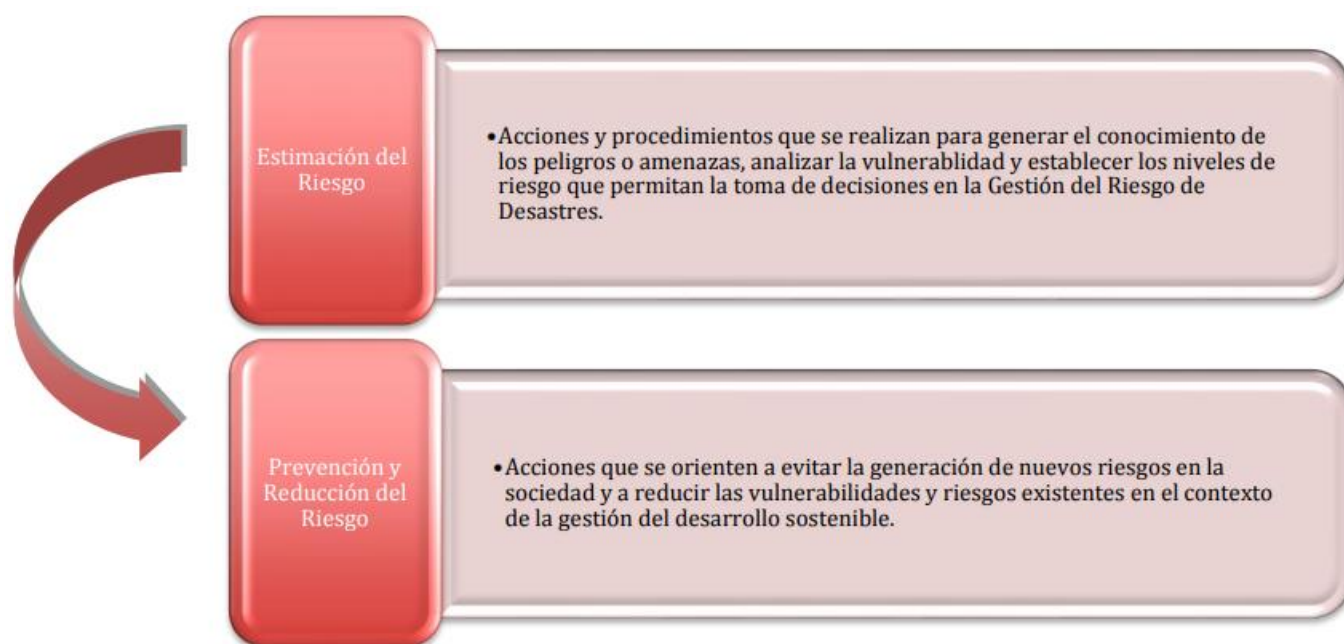 Estimación del
Riesgo
•Acciones y procedimientos que se realizan para generar el conocimiento de
los peligros o amenazas, analizar la vulnerablidad y establecer los niveles de
riesgo que permitan la toma de decisiones en la Gestión del Riesgo de
Desastres.
Prevención y
Reducción del
Riesgo
•Acciones que se orienten a evitar la generación de nuevos riesgos en la
sociedad y a reducir las vulnerabilidades y riesgos existentes en el contexto
de la gestión del desarrollo sostenible.